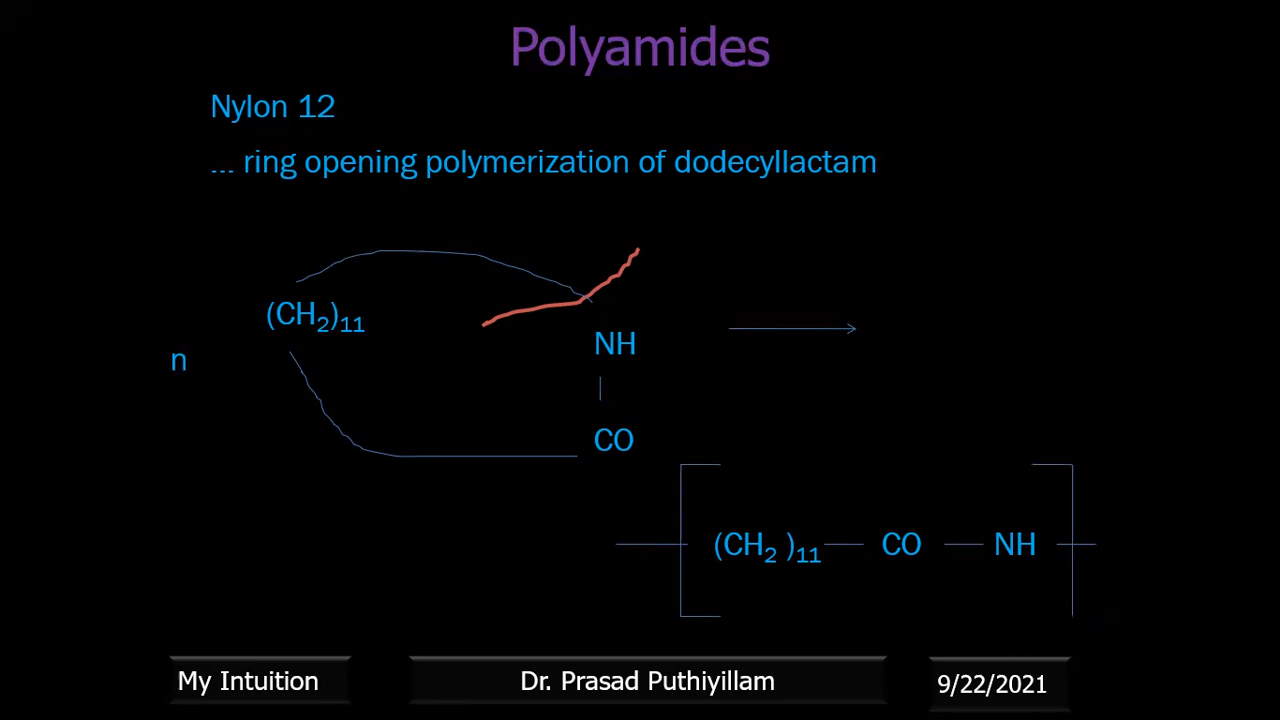 Polyamides
Nylon 12
... ring opening polymerization of dodecyllactam
(CH₂)₁₁
NH
n
CO
(CH₂ )₁₁ CO NH
My Intuition
Dr. Prasad Puthiyillam
9/22/2021